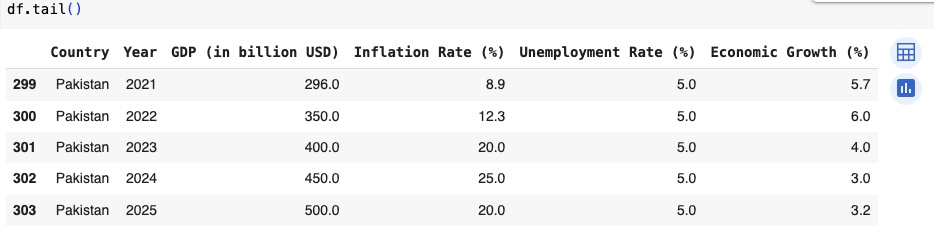 df.tail()
Country Year GDP (in billion USD) Inflation Rate (%) Unemployment Rate (%) Economic Growth (%)
299 Pakistan 2021 296.0 8.9 5.0 5.7
300 Pakistan 2022 350.0 12.3 5.0 6.0
301 Pakistan 2023 400.0 20.0 5.0 4.0
302 Pakistan 2024 450.0 25.0 5.0 3.0
303 Pakistan 2025 500.0 20.0 5.0 3.2